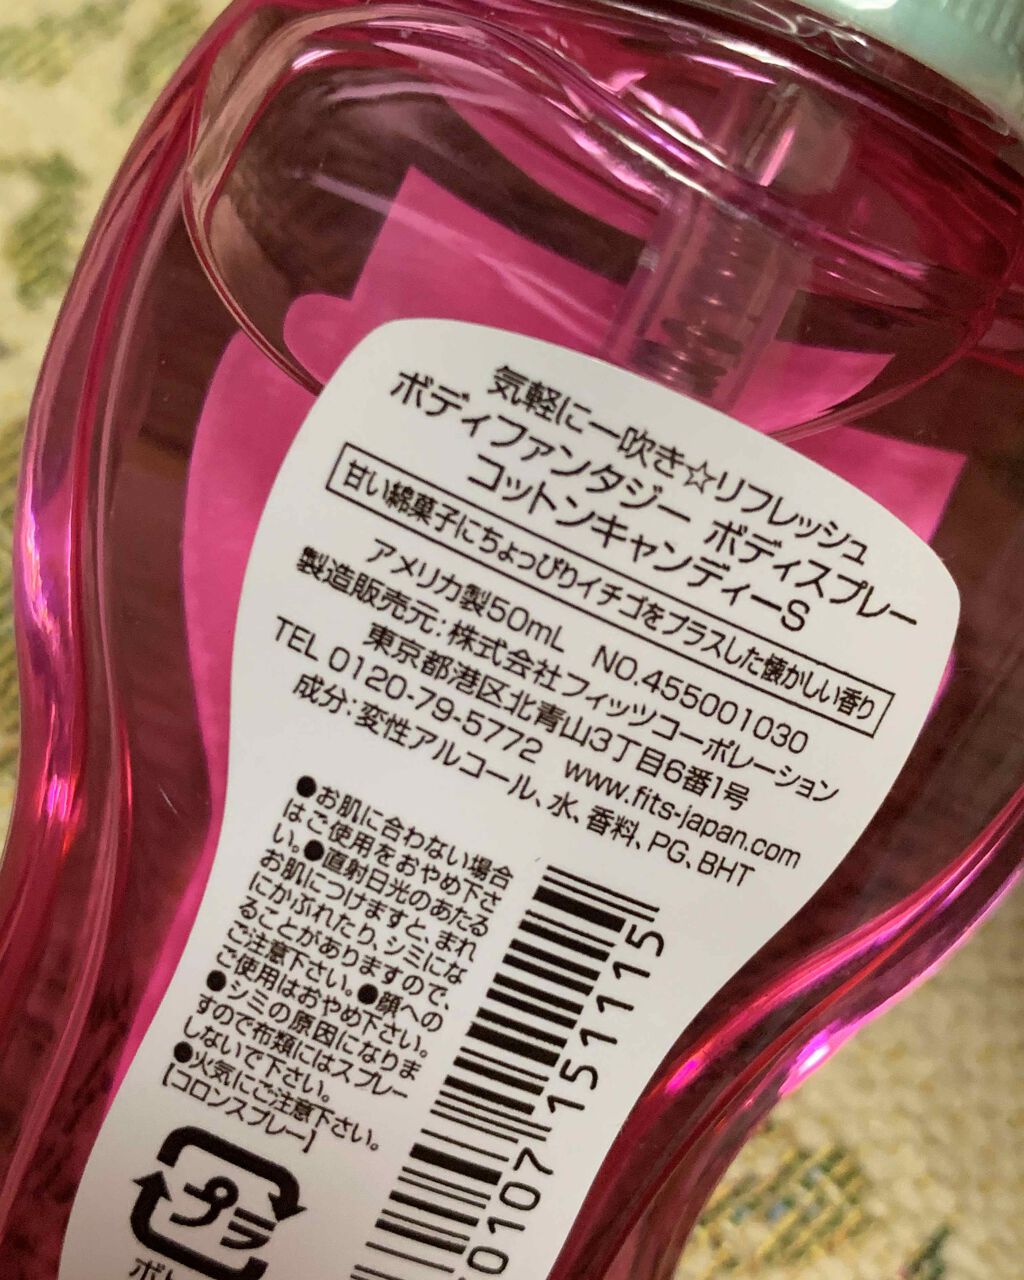 気軽に一吹き☆リフレッシュ
ボディファンタジー ボディスプレー
コットンキャンディーS
甘い綿菓子にちょっぴりイチゴをプラスした懐かしい香り
アメリカ製50mL NO.455001030
製造販売元：株式会社フィッツコーポレーション
東京都港区北青山3丁目6番1号
TEL 0120-79-5772 www.fits-japan.com
成分：変性アルコール、水、香料、PG、BHT
●お肌に合わない場合
はご使用をおやめ下さ
い。●直射日光のあたる
お肌につけますと、まれ
にかぶれたり、シミにな
ることがありますので、
ご注意下さい。●顔への
ご使用はおやめ下さい。
●シミの原因になりま
すので布類にはスプレー
しないで下さい。
●火気にご注意下さい。
【コロンスプレー】
0107 151115
プラ